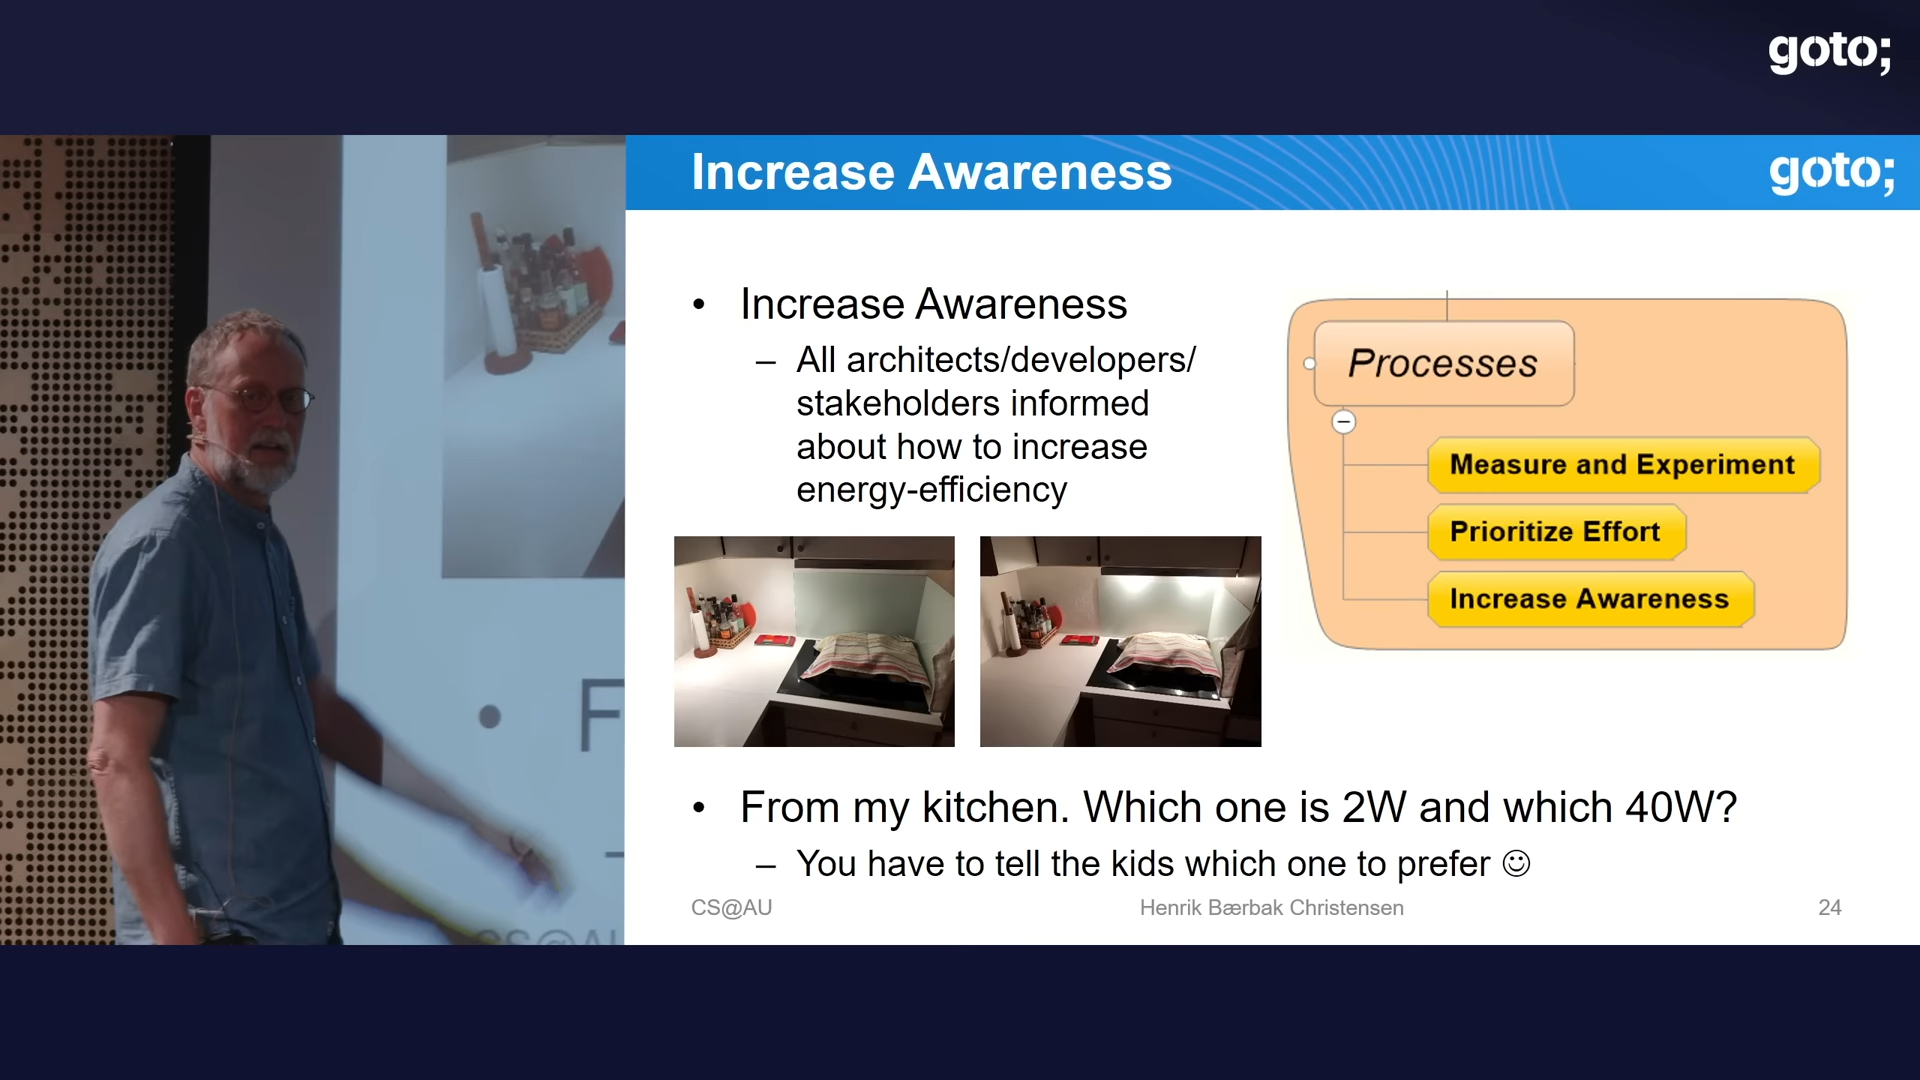 goto;
Increase Awareness
goto;
• Increase Awareness
– All architects/developers/
stakeholders informed
about how to increase
energy-efficiency
Processes
Measure and Experiment
Prioritize Effort
Increase Awareness
• From my kitchen. Which one is 2W and which 40W?
– You have to tell the kids which one to prefer ☺
CS@AU
Henrik Bærbak Christensen
24
• F
–
CS@AU